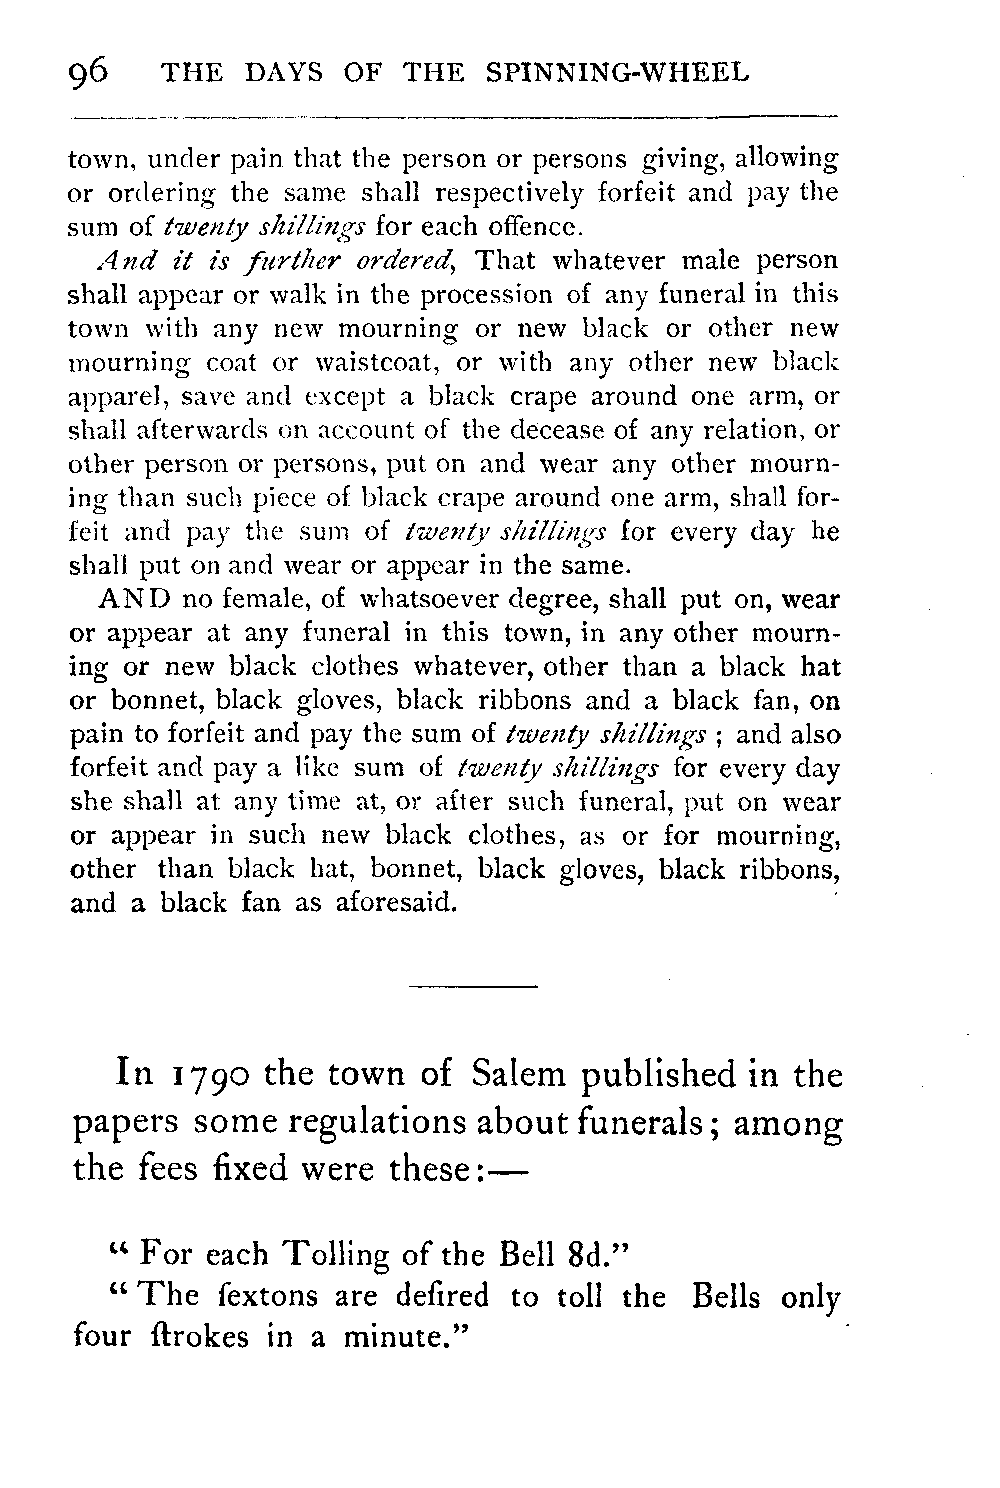 96 THE DAYS OF THE SPINNING-WHEEL
town, under pain that the person or persons giving, allowing
or ordering the same shall respectively forfeit and pay the
sum of twenty shillings for each offence.
And it is further ordered, That whatever male person
shall appear or walk in the procession of any funeral in this
town with any new mourning or new black or other new
mourning coat or waistcoat, or with any other new black
apparel, save and except a black crape around one arm, or
shall afterwards on account of the decease of any relation, or
other person or persons, put on and wear any other mourn-
ing than such piece of black crape around one arm, shall for-
feit and pay the sum of twenty shillings for every day he
shall put on and wear or appear in the same.
AND no female, of whatsoever degree, shall put on, wear
or appear at any funeral in this town, in any other mourn-
ing or new black clothes whatever, other than a black hat
or bonnet, black gloves, black ribbons and a black fan, on
pain to forfeit and pay the sum of twenty shillings ; and also
forfeit and pay a like sum of twenty shillings for every day
she shall at any time at, or after such funeral, put on wear
or appear in such new black clothes, as or for mourning,
other than black hat, bonnet, black gloves, black ribbons,
and a black fan as aforesaid.
In 1790 the town of Salem published in the
papers some regulations about funerals; among
the fees fixed were these:—
“ For each Tolling of the Bell 8d.”
“ The ſextons are deſired to toll the Bells only
four ſtrokes in a minute.”